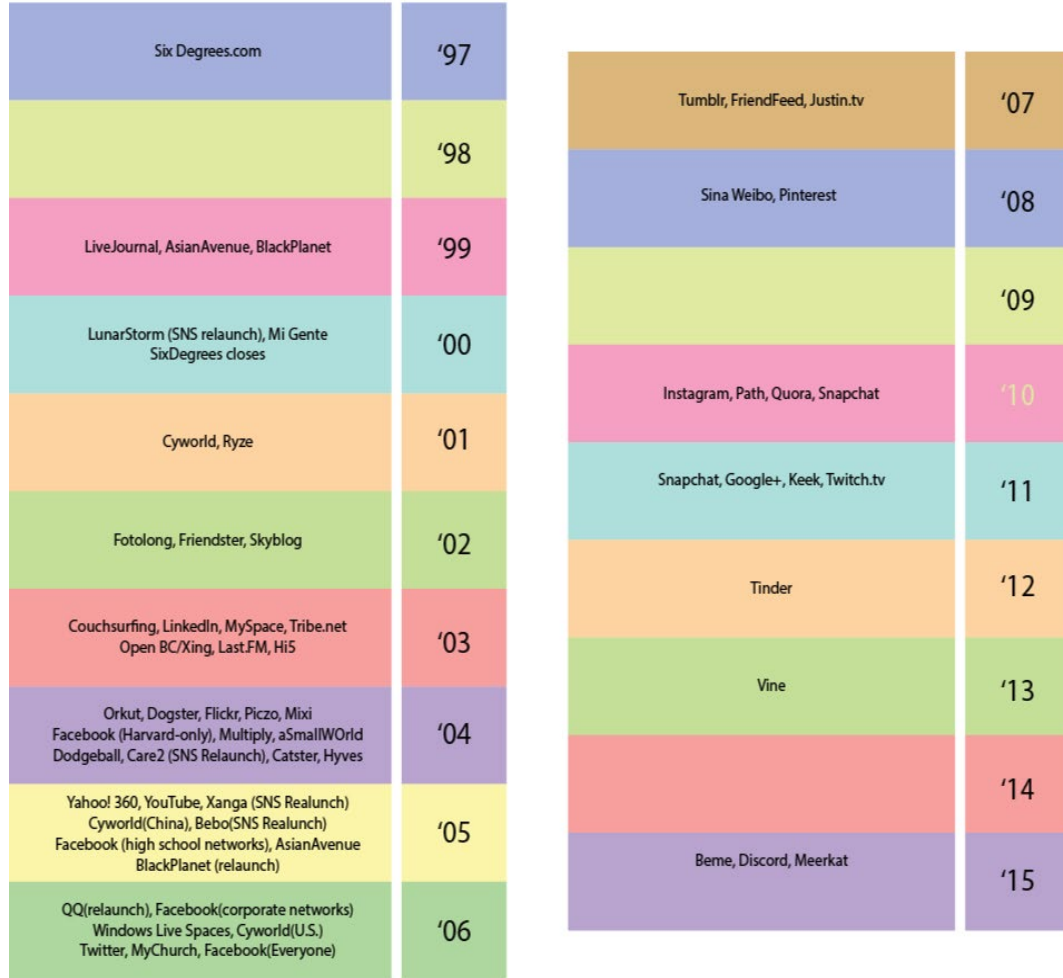 Six Degrees.com
‘97
‘98
LiveJournal, AsianAvenue, BlackPlanet
‘99
LunarStorm (SNS relaunch), Mi Gente
SixDegrees closes
‘00
Cyworld, Ryze
‘01
Fotolong, Friendster, Skyblog
‘02
Couchsurfing, LinkedIn, MySpace, Tribe.net
Open BC/Xing, Last.FM, Hi5
‘03
Orkut, Dogster, Flickr, Piczo, Mixi
Facebook (Harvard-only), Multiply, aSmallWOrld
Dodgeball, Care2 (SNS Relaunch), Catster, Hyves
‘04
Yahoo! 360, YouTube, Xanga (SNS Realunch)
Cyworld(China), Bebo(SNS Realunch)
Facebook (high school networks), AsianAvenue
BlackPlanet (relaunch)
‘05
QQ(relaunch), Facebook(corporate networks)
Windows Live Spaces, Cyworld(U.S.)
Twitter, MyChurch, Facebook(Everyone)
‘06
Tumblr, FriendFeed, Justin.tv
‘07
Sina Weibo, Pinterest
‘08
‘09
Instagram, Path, Quora, Snapchat
‘10
Snapchat, Google+, Keek, Twitch.tv
‘11
Tinder
‘12
Vine
‘13
‘14
Beme, Discord, Meerkat
‘15